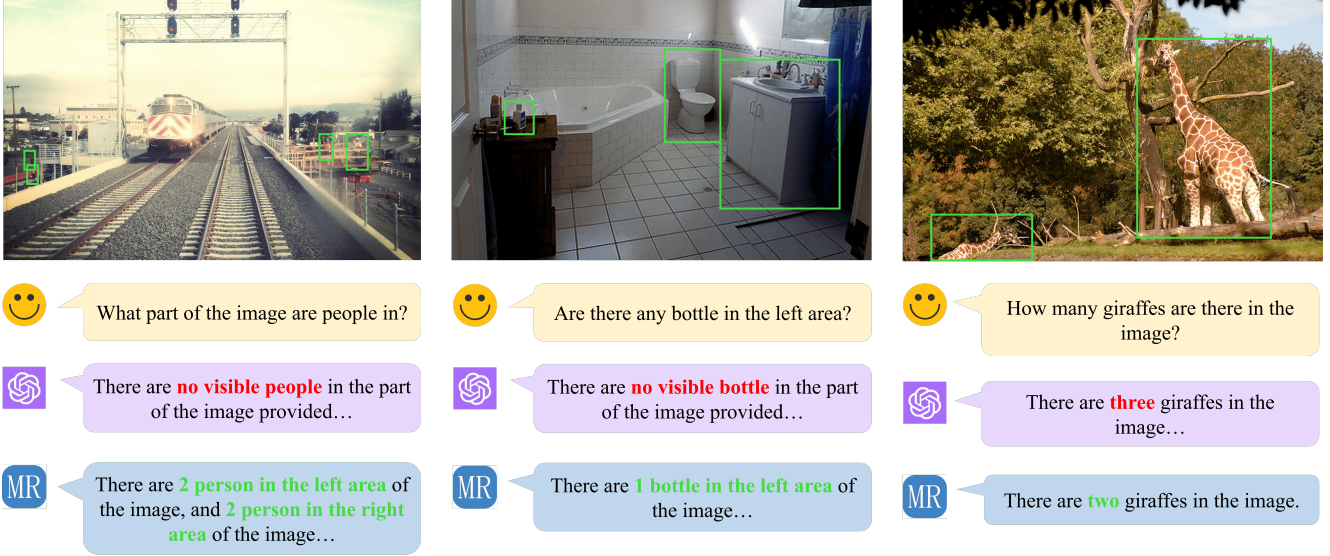 What part of the image are people in?
There are no visible people in the part
of the image provided…
MR
There are 2 person in the left area of
the image, and 2 person in the right
area of the image…
Are there any bottle in the left area?
There are no visible bottle in the part
of the image provided…
MR
There are 1 bottle in the left area of
the image…
How many giraffes are there in the
image?
There are three giraffes in the
image…
MR
There are two giraffes in the image.